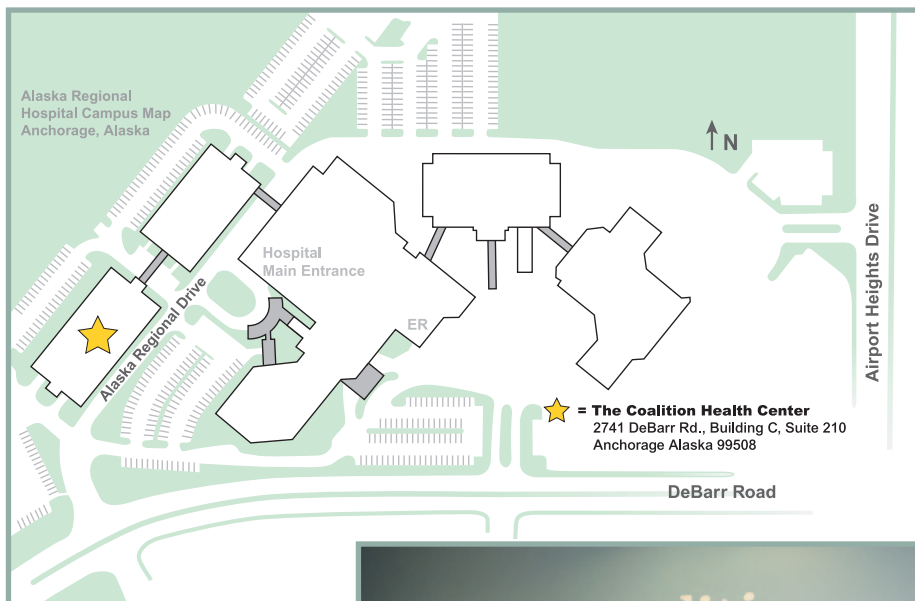 Alaska Regional
Hospital Campus Map
Anchorage, Alaska
N
Hospital
Main Entrance
ER
Alaska Regional Drive
Airport Heights Drive
= The Coalition Health Center
2741 DeBarr Rd., Building C, Suite 210
Anchorage Alaska 99508
DeBarr Road